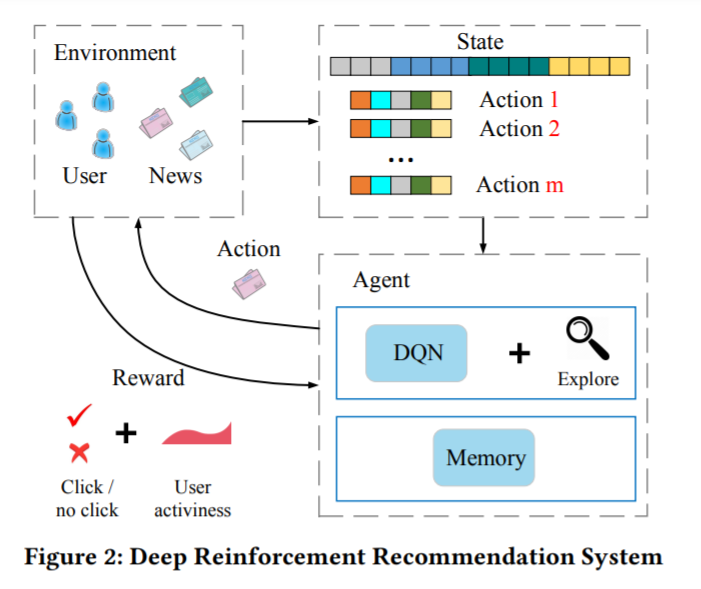 Environment
User
News
State
Action 1
Action 2
...
Action m
Action
Agent
DQN
+
Explore
Memory
Reward
+
Click /
no click
User
activiness
Figure 2: Deep Reinforcement Recommendation System